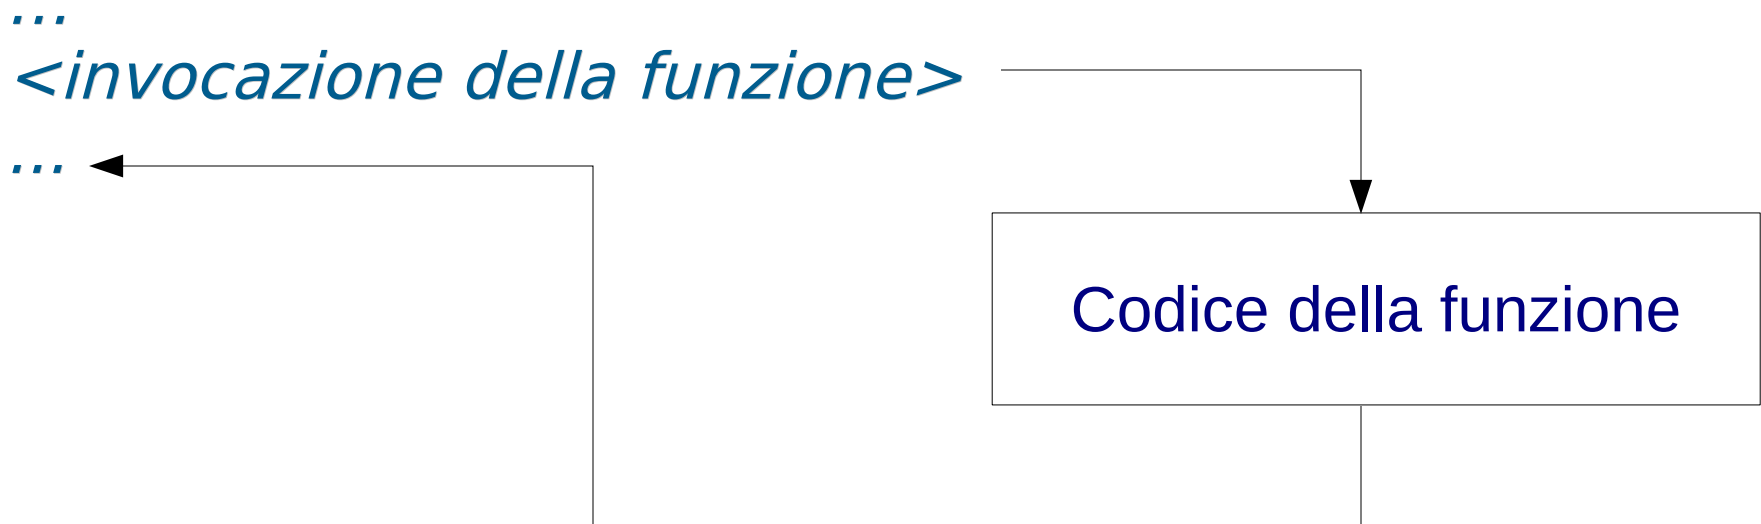 ...
<invocazione della funzione>
...
Codice della funzione